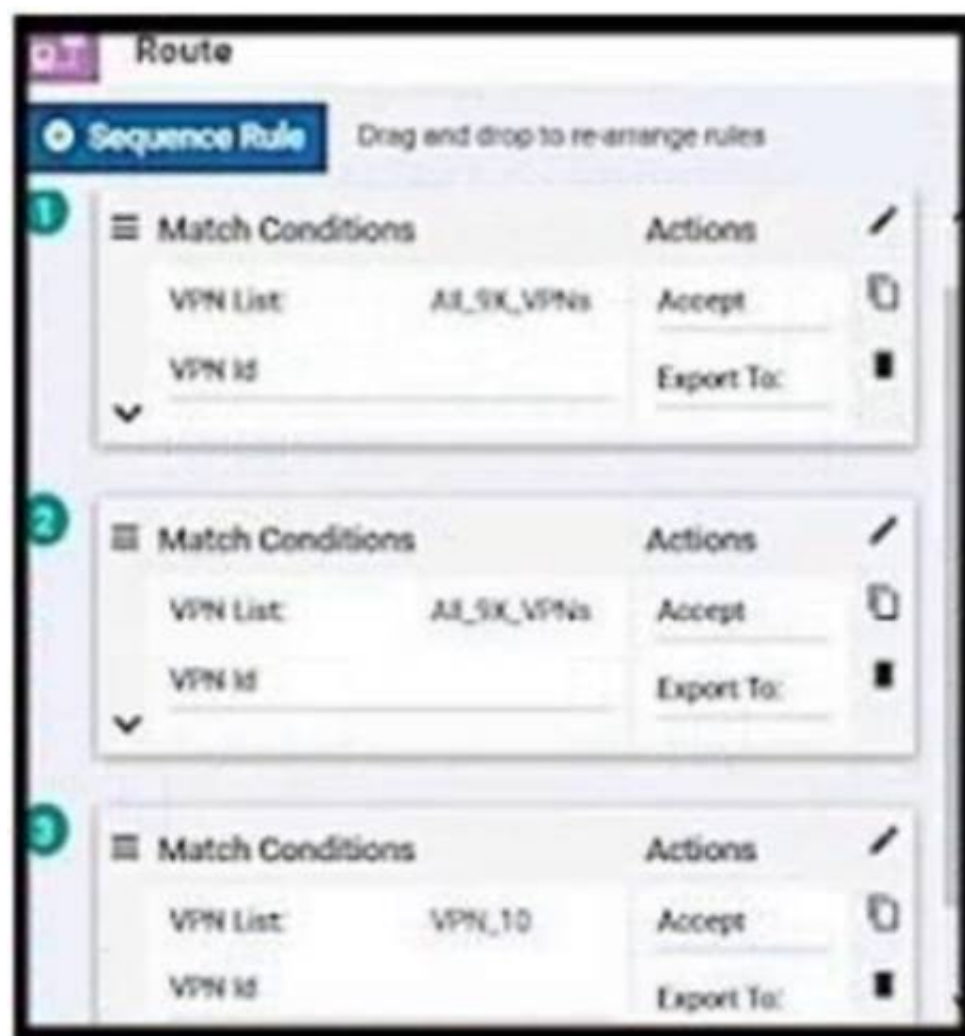 Route
Sequence Rule Drag and drop to re-arrange rules
1
Match Conditions Actions
VPN List: All_9X_VPNs Accept
VPN Id Export To:
2
Match Conditions Actions
VPN List: All_9X_VPNs Accept
VPN Id Export To:
3
Match Conditions Actions
VPN List: VPN_10 Accept
VPN Id Export To: